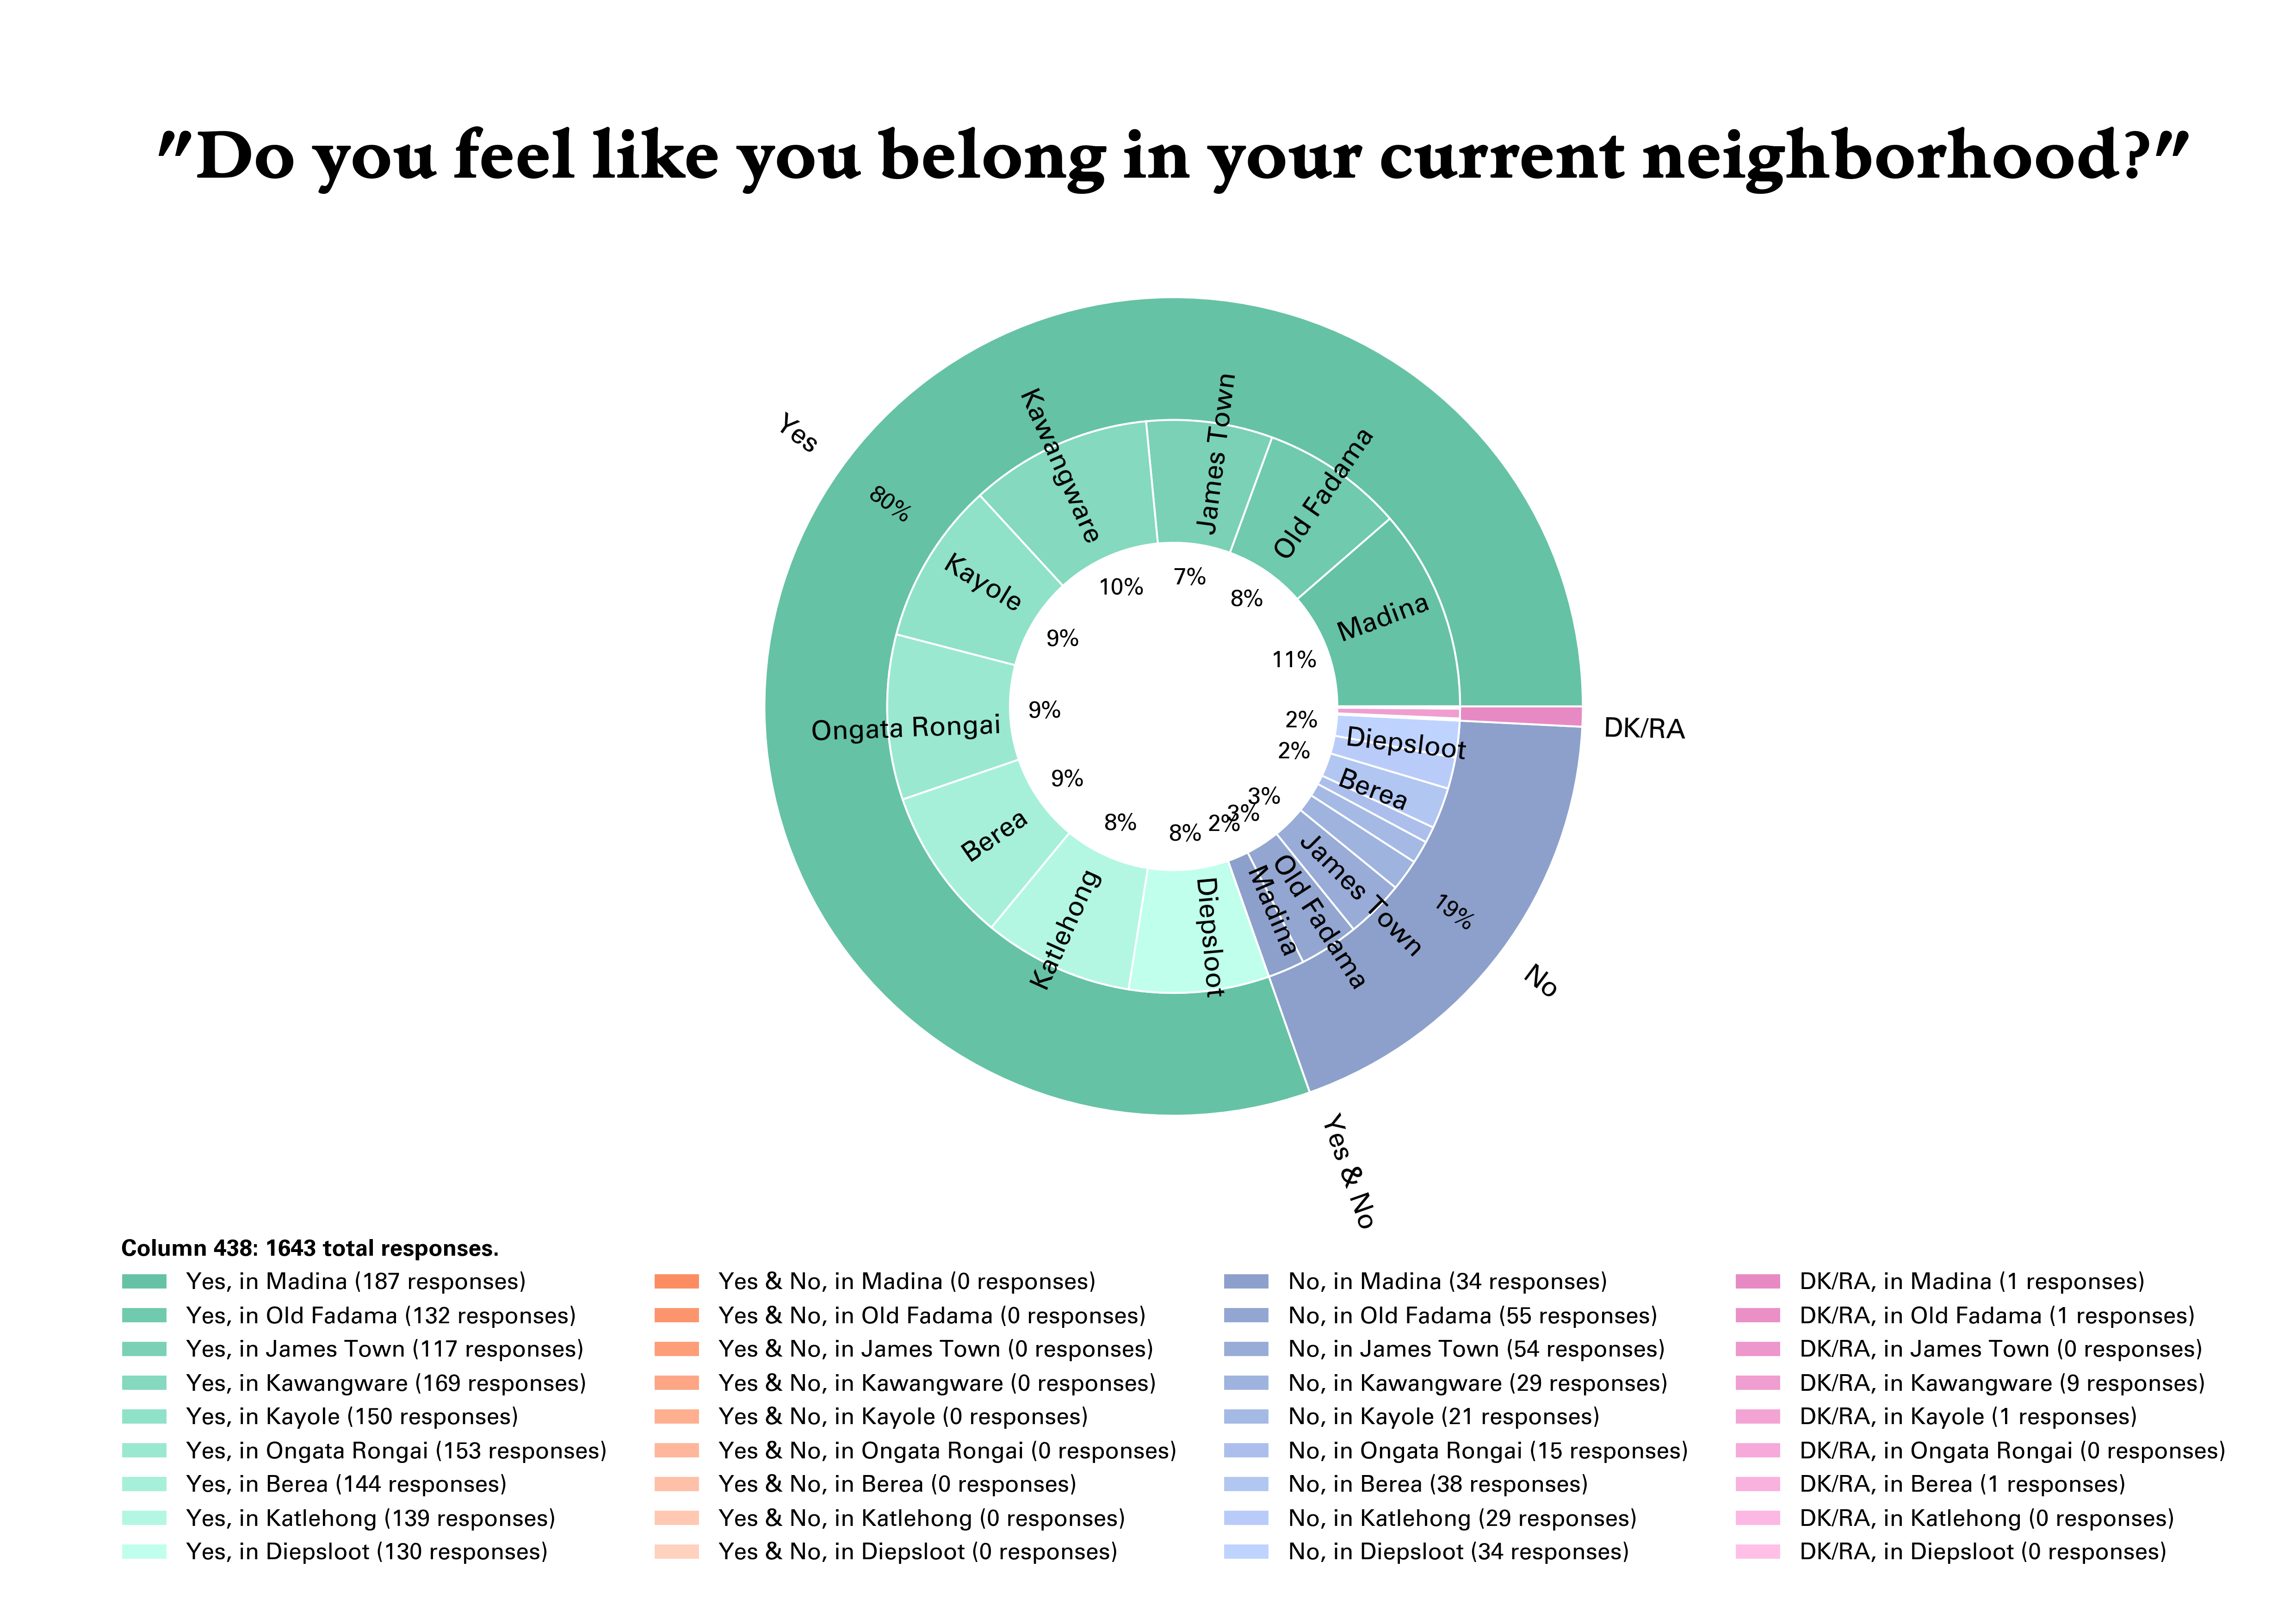 "Do you feel like you belong in your current neighborhood?"
Yes
80%
Kawangware
James Town
Old Fadama
Kayole
Madina
10%
7%
8%
9%
11%
Ongata Rongai
9%
2%
DK/RA
Diepsloot
2%
9%
Berea
3%
3%
8%
8%
2%
Berea
James Town
Katlehong
Diepsloot
Madina
Old Fadama
19%
No
Yes & No
Column 438: 1643 total responses.
Yes, in Madina (187 responses)
Yes, in Old Fadama (132 responses)
Yes, in James Town (117 responses)
Yes, in Kawangware (169 responses)
Yes, in Kayole (150 responses)
Yes, in Ongata Rongai (153 responses)
Yes, in Berea (144 responses)
Yes, in Katlehong (139 responses)
Yes, in Diepsloot (130 responses)
Yes & No, in Madina (0 responses)
Yes & No, in Old Fadama (0 responses)
Yes & No, in James Town (0 responses)
Yes & No, in Kawangware (0 responses)
Yes & No, in Kayole (0 responses)
Yes & No, in Ongata Rongai (0 responses)
Yes & No, in Berea (0 responses)
Yes & No, in Katlehong (0 responses)
Yes & No, in Diepsloot (0 responses)
No, in Madina (34 responses)
No, in Old Fadama (55 responses)
No, in James Town (54 responses)
No, in Kawangware (29 responses)
No, in Kayole (21 responses)
No, in Ongata Rongai (15 responses)
No, in Berea (38 responses)
No, in Katlehong (29 responses)
No, in Diepsloot (34 responses)
DK/RA, in Madina (1 responses)
DK/RA, in Old Fadama (1 responses)
DK/RA, in James Town (0 responses)
DK/RA, in Kawangware (9 responses)
DK/RA, in Kayole (1 responses)
DK/RA, in Ongata Rongai (0 responses)
DK/RA, in Berea (1 responses)
DK/RA, in Katlehong (0 responses)
DK/RA, in Diepsloot (0 responses)